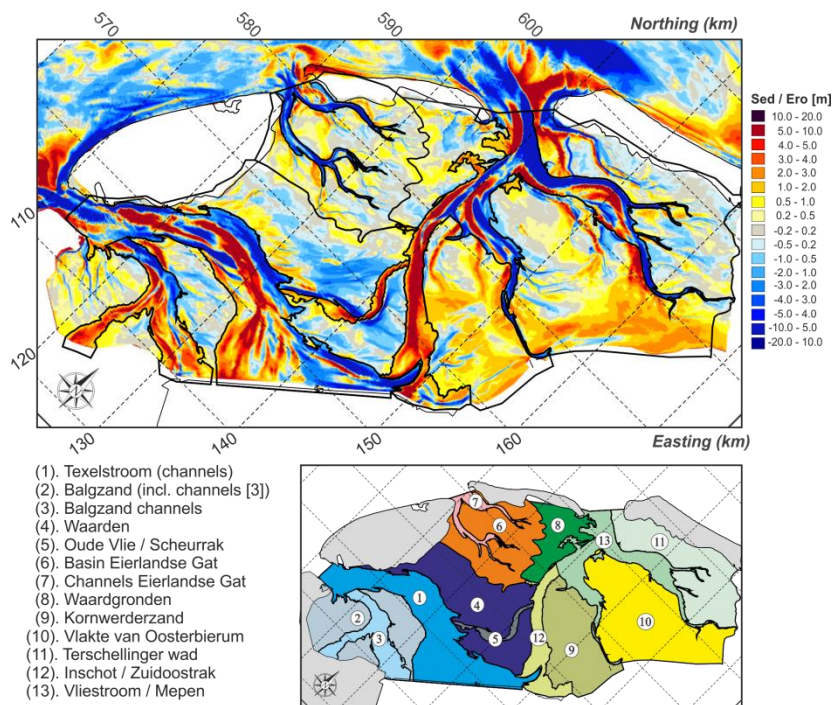 570
580
590
600
Northing (km)
Sed / Ero [m]
10.0 - 20.0
5.0 - 10.0
4.0 - 5.0
3.0 - 4.0
2.0 - 3.0
1.0 - 2.0
0.5 - 1.0
0.2 - 0.5
-0.2 - 0.2
-0.5 - 0.2
-1.0 - 0.5
-2.0 - 1.0
-3.0 - 2.0
-4.0 - 3.0
-5.0 - 4.0
-10.0 - 5.0
-20.0 - 10.0
110
120
130
140
150
160
Easting (km)
N
(1). Texelstroom (channels)
(2). Balgzand (incl. channels [3])
(3). Balgzand channels
(4). Waarden
(5). Oude Vlie / Scheurrak
(6). Basin Eierlandse Gat
(7). Channels Eierlandse Gat
(8). Waardgronden
(9). Kornwerderzand
(10). Vlakte van Oosterbierum
(11). Terschellinger wad
(12). Inschot / Zuidoostrak
(13). Vliestroom / Mepen
7
6
8
13
11
1
4
2
10
3
5
12
9